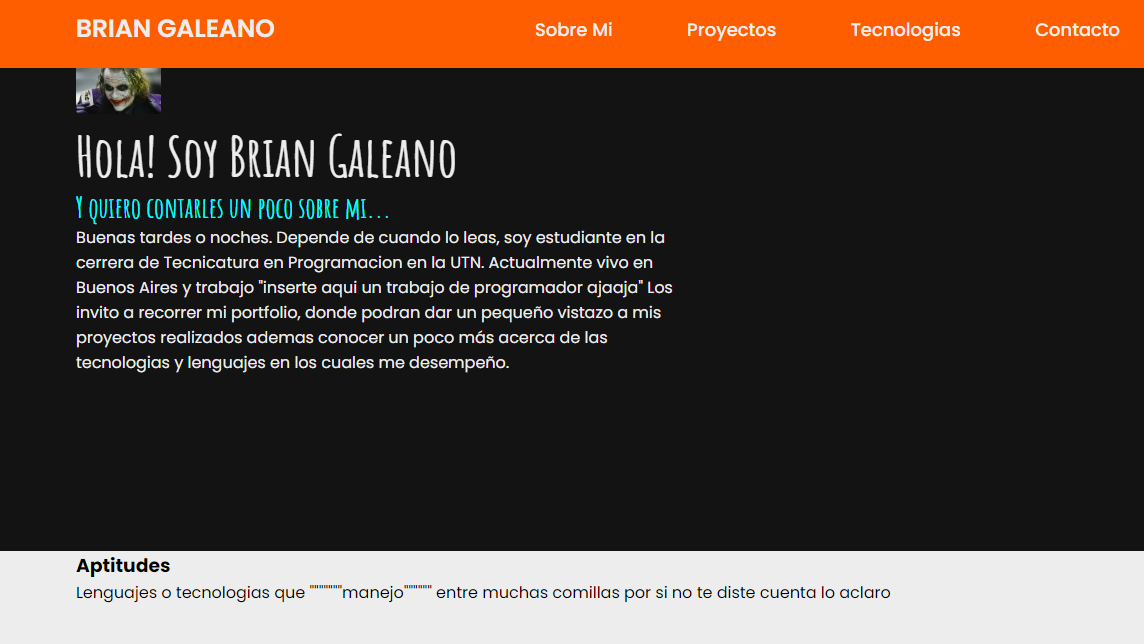 BRIAN GALEANO Sobre Mi Proyectos Tecnologias Contacto
Hola! Soy Brian Galeano
Y quiero contarles un poco sobre mi...
Buenas tardes o noches. Depende de cuando lo leas, soy estudiante en la
cerrera de Tecnicatura en Programacion en la UTN. Actualmente vivo en
Buenos Aires y trabajo "inserte aqui un trabajo de programador ajaaja" Los
invito a recorrer mi portfolio, donde podran dar un pequeño vistazo a mis
proyectos realizados ademas conocer un poco más acerca de las
tecnologias y lenguajes en los cuales me desempeño.
Aptitudes
Lenguajes o tecnologias que """""""manejo"""""" entre muchas comillas por si no te diste cuenta lo aclaro